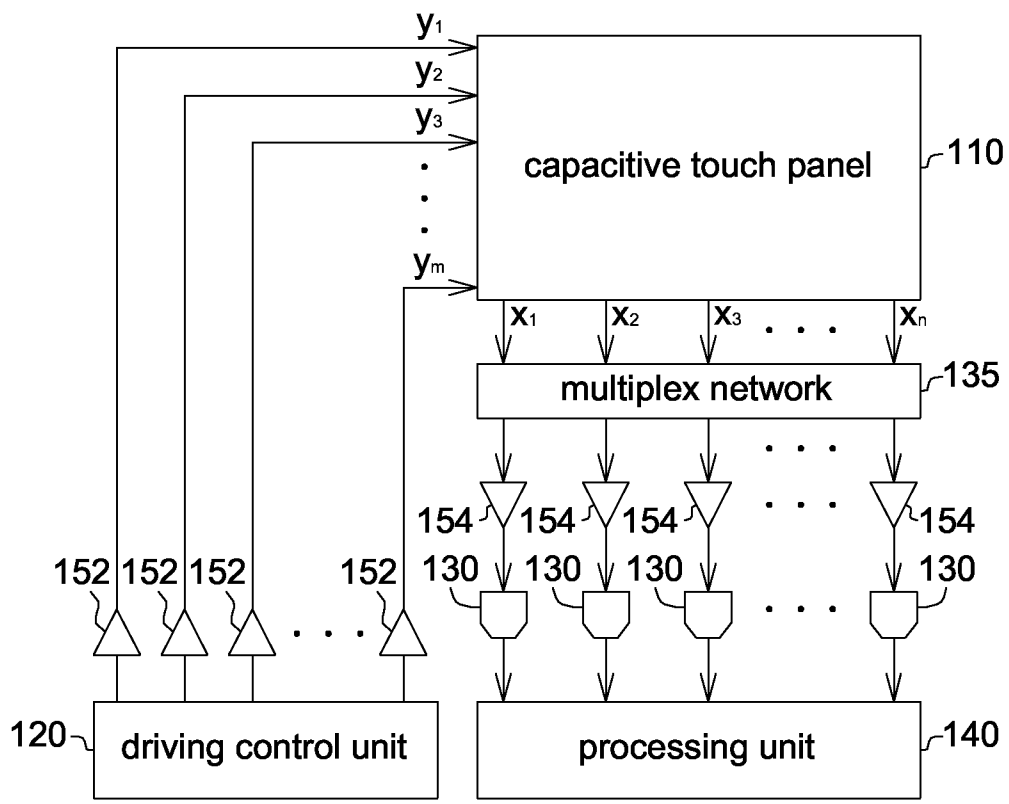 y1
y2
y3
ym
capacitive touch panel
110
x1 x2 x3 xn
multiplex network
135
154 154 154 154
152 152 152 152
130 130 130 130
120
driving control unit
processing unit
140